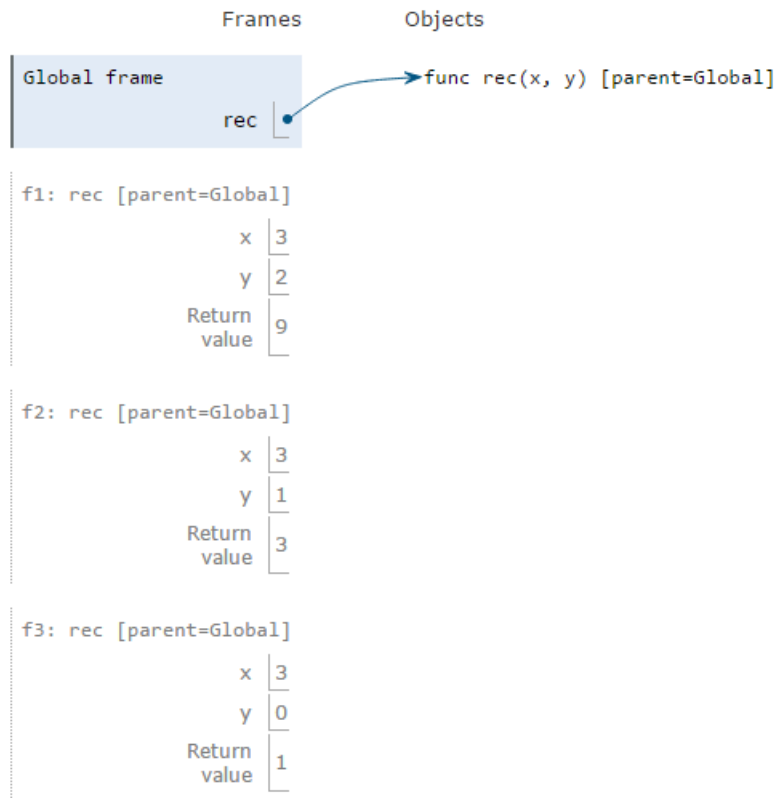 Frames Objects
Global frame func rec(x, y) [parent=Global]
rec
f1: rec [parent=Global]
x 3
y 2
Return
value 9
f2: rec [parent=Global]
x 3
y 1
Return
value 3
f3: rec [parent=Global]
x 3
y 0
Return
value 1